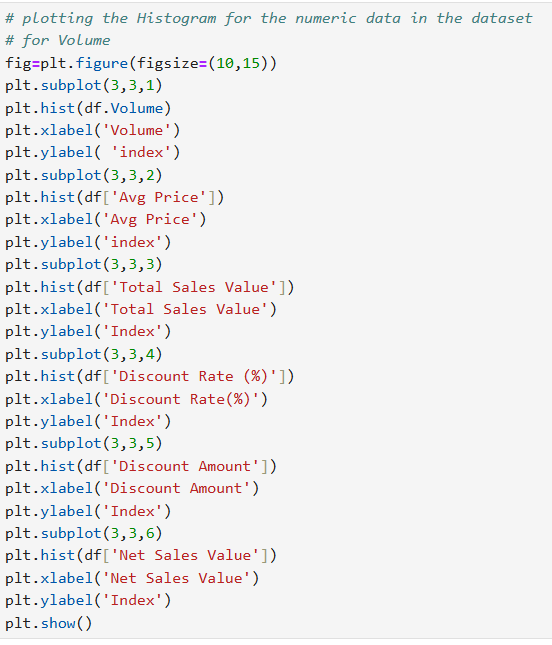 # plotting the Histogram for the numeric data in the dataset
# for Volume
fig=plt.figure(figsize=(10,15))
plt.subplot(3,3,1)
plt.hist(df.Volume)
plt.xlabel('Volume')
plt.ylabel( 'index')
plt.subplot(3,3,2)
plt.hist(df['Avg Price'])
plt.xlabel('Avg Price')
plt.ylabel('index')
plt.subplot(3,3,3)
plt.hist(df['Total Sales Value'])
plt.xlabel('Total Sales Value')
plt.ylabel('Index')
plt.subplot(3,3,4)
plt.hist(df['Discount Rate (%)'])
plt.xlabel('Discount Rate(%)')
plt.ylabel('Index')
plt.subplot(3,3,5)
plt.hist(df['Discount Amount'])
plt.xlabel('Discount Amount')
plt.ylabel('Index')
plt.subplot(3,3,6)
plt.hist(df['Net Sales Value'])
plt.xlabel('Net Sales Value')
plt.ylabel('Index')
plt.show()